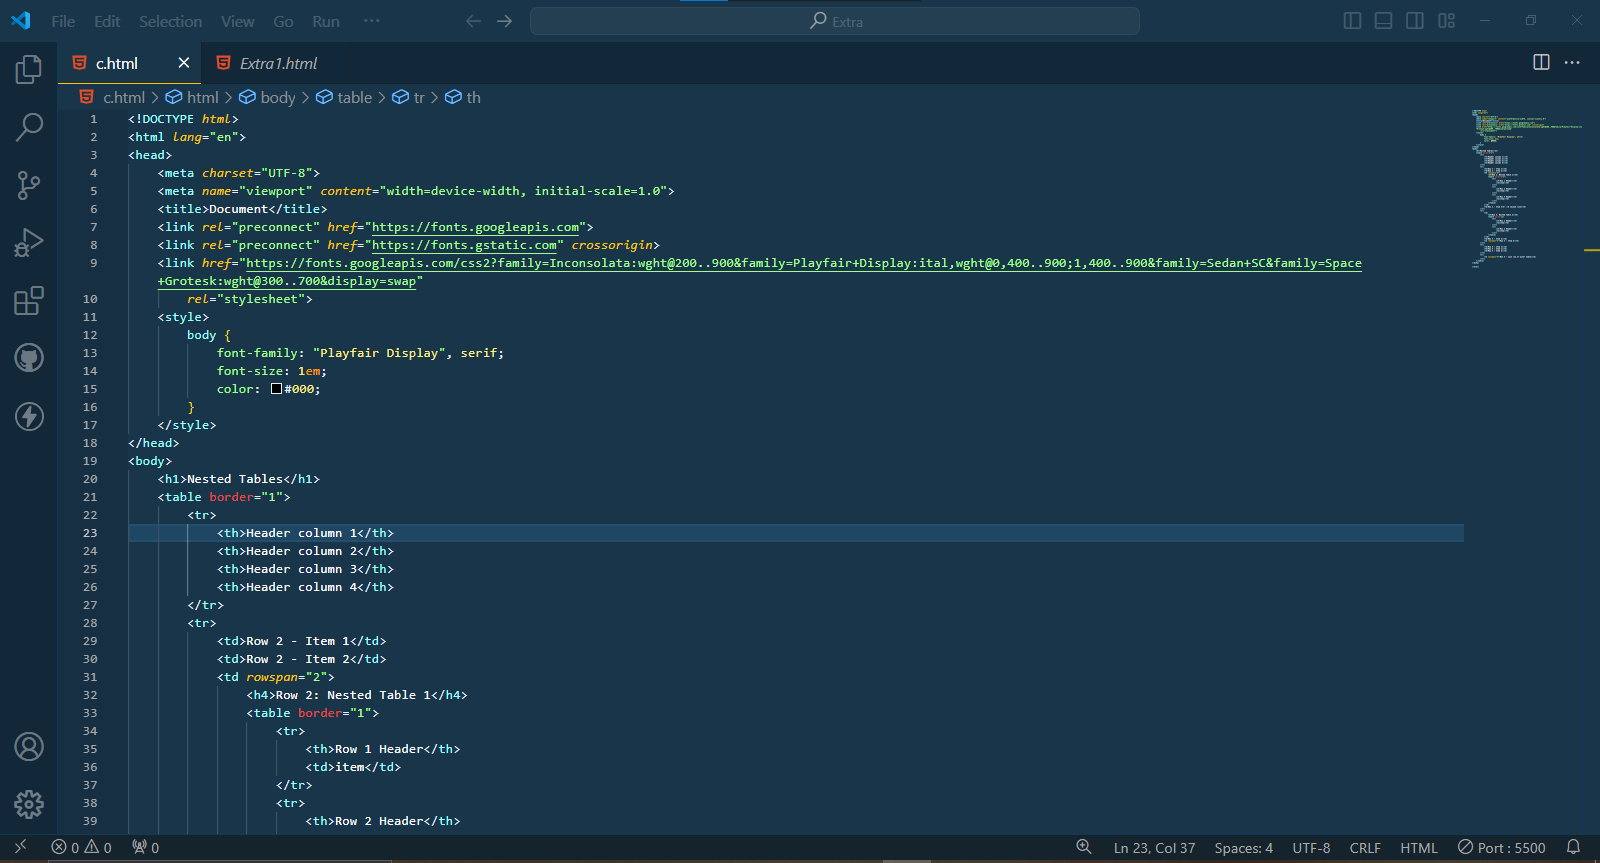 File Edit Selection View Go Run ··· Extra
c.html Extra1.html
c.html > html > body > table > tr > th
1 <!DOCTYPE html>
2 <html lang="en">
3 <head>
4 <meta charset="UTF-8">
5 <meta name="viewport" content="width=device-width, initial-scale=1.0">
6 <title>Document</title>
7 <link rel="preconnect" href="https://fonts.googleapis.com">
8 <link rel="preconnect" href="https://fonts.gstatic.com" crossorigin>
9 <link href="https://fonts.googleapis.com/css2?family=Inconsolata:wght@200..900&family=Playfair+Display:ital,wght@0,400..900;1,400..900&family=Sedan+SC&family=Space
+Grotesk:wght@300..700&display=swap"
10 rel="stylesheet">
11 <style>
12 body {
13 font-family: "Playfair Display", serif;
14 font-size: 1em;
15 color: #000;
16 }
17 </style>
18 </head>
19 <body>
20 <h1>Nested Tables</h1>
21 <table border="1">
22 <tr>
23 <th>Header column 1</th>
24 <th>Header column 2</th>
25 <th>Header column 3</th>
26 <th>Header column 4</th>
27 </tr>
28 <tr>
29 <td>Row 2 - Item 1</td>
30 <td>Row 2 - Item 2</td>
31 <td rowspan="2">
32 <h4>Row 2: Nested Table 1</h4>
33 <table border="1">
34 <tr>
35 <th>Row 1 Header</th>
36 <td>item</td>
37 </tr>
38 <tr>
39 <th>Row 2 Header</th>
0 0 0 Ln 23, Col 37 Spaces: 4 UTF-8 CRLF HTML Port : 5500